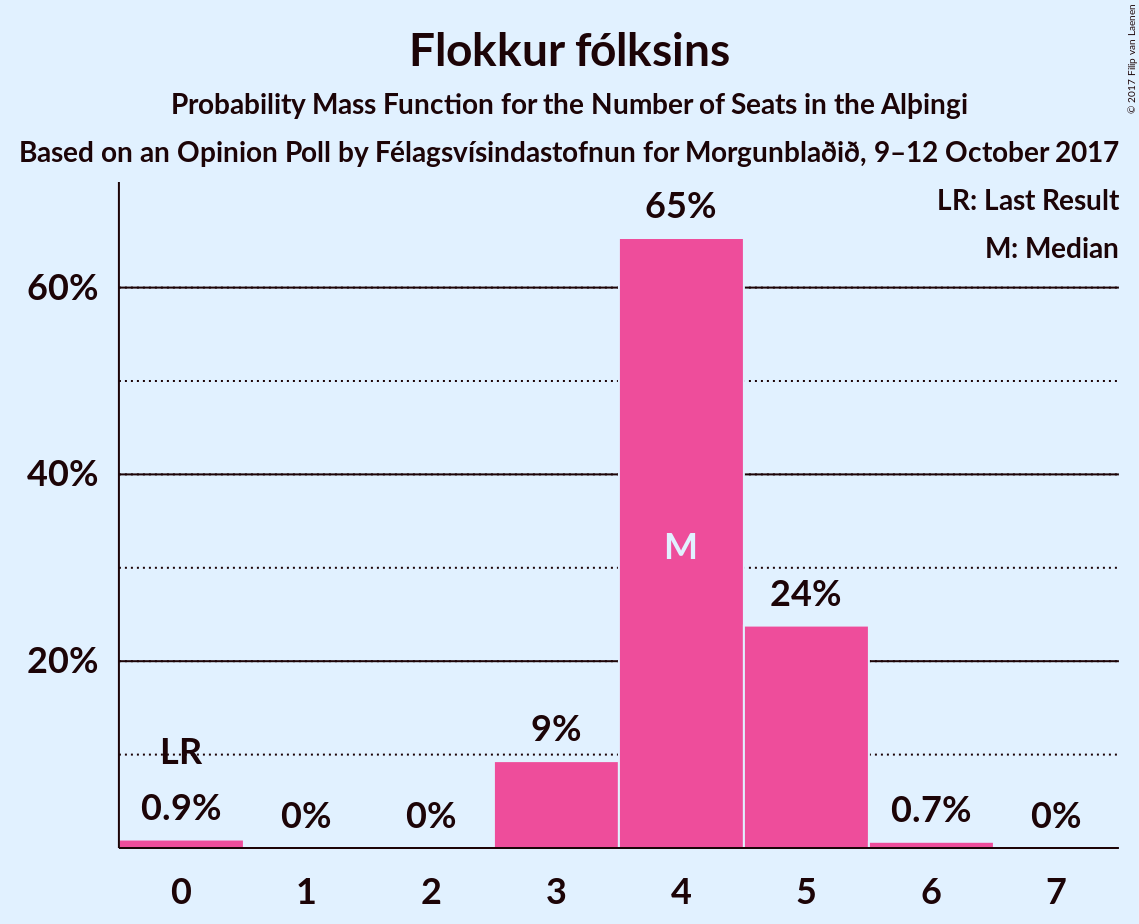 Flokkur fólksins
Probability Mass Function for the Number of Seats in the Alþingi
Based on an Opinion Poll by Félagsvísindastofnun for Morgunblaðið, 9–12 October 2017
© 2017 Filip van Laenen
LR: Last Result
M: Median
65%
60%
40%
M
24%
20%
9%
LR
0.9%
0%
0%
0.7%
0%
0 1 2 3 4 5 6 7